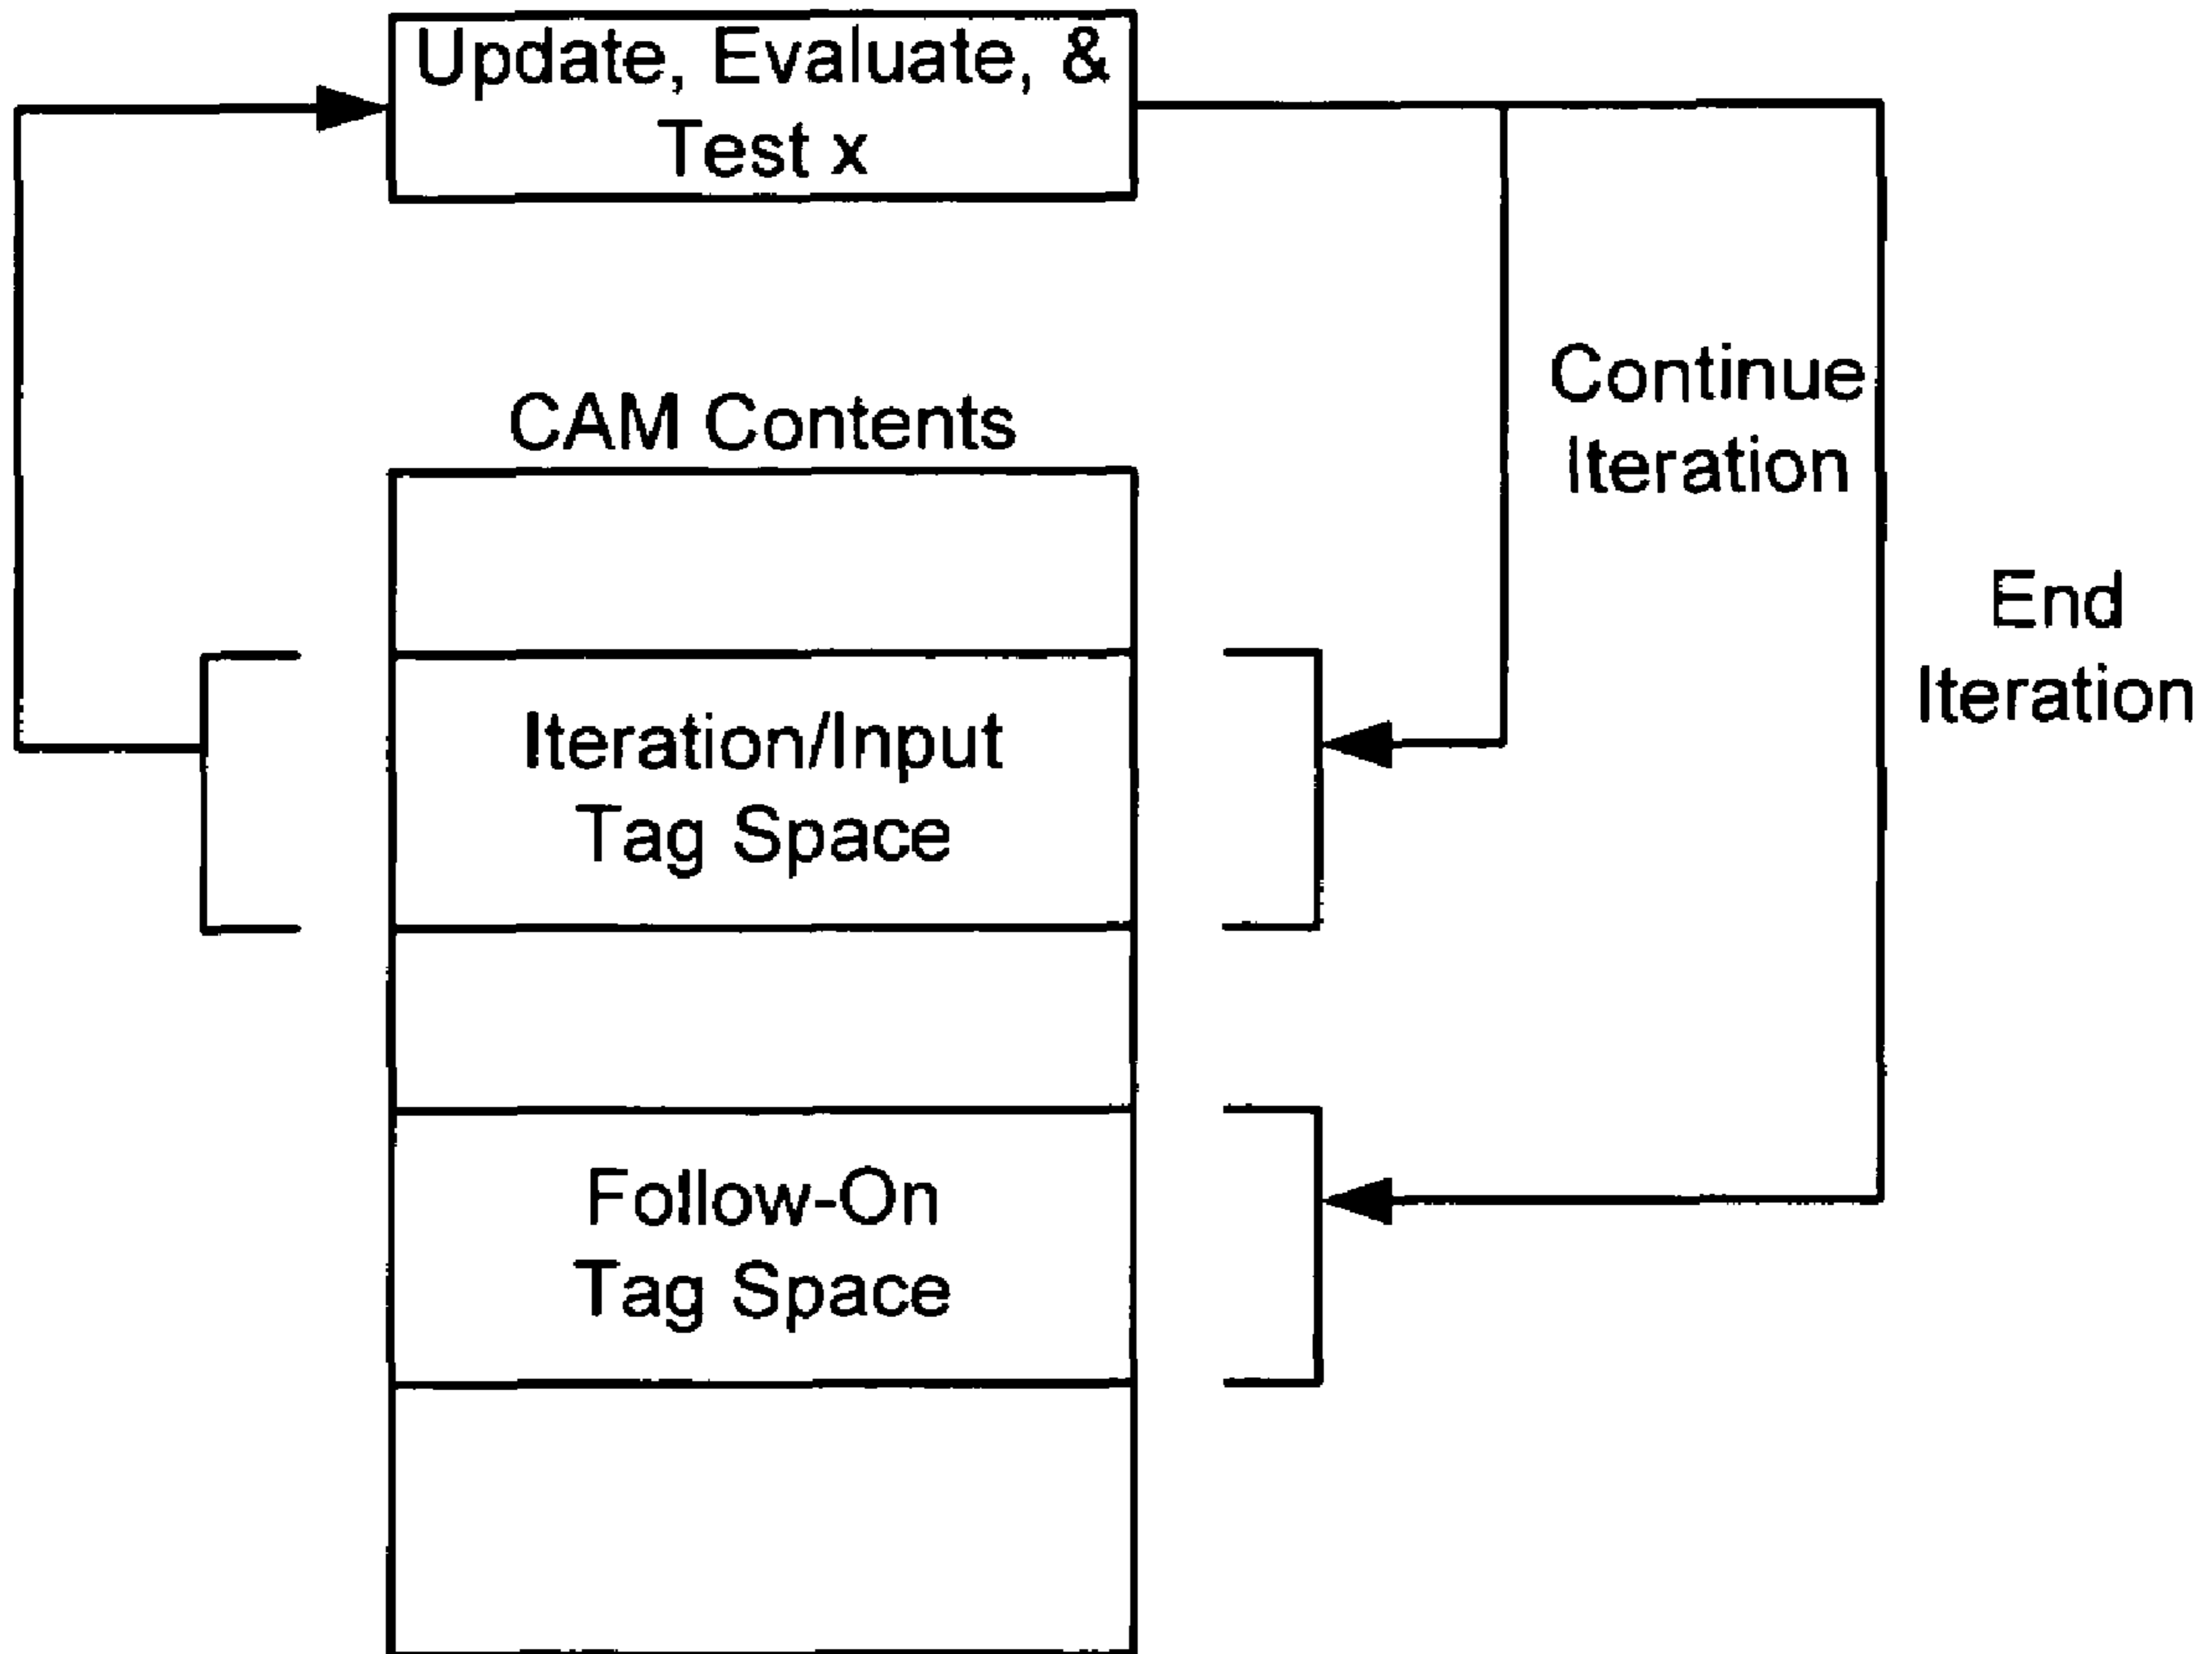 Update, Evaluate, &
Test x
CAM Contents
Continue
Iteration
End
Iteration
Iteration/Input
Tag Space
Follow-On
Tag Space